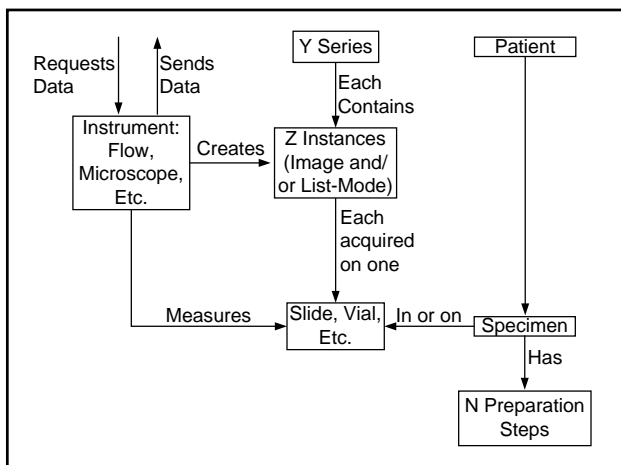 Requests
Data
Sends
Data
Y Series
Patient
Each
Contains
Instrument:
Flow,
Microscope,
Etc.
Creates
Z Instances
(Image and/
or List-Mode)
Each
acquired
on one
Measures
Slide, Vial,
Etc.
In or on
Specimen
Has
N Preparation
Steps